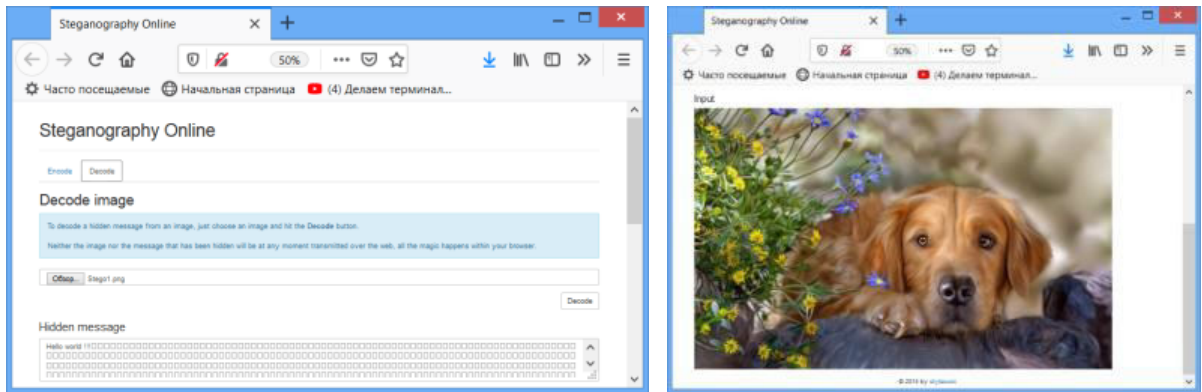 Steganography Online
50%
Часто посещаемые Начальная страница (4) Делаем терминал...
Steganography Online
Encode Decode
Decode image
To decode a hidden message from an image, just choose an image and hit the Decode button.
Neither the image nor the message that has been hidden will be at any moment transmitted over the web, all the magic happens within your browser.
Обзор... Stego1.png
Decode
Hidden message
Hello world !!!
Steganography Online
50%
Часто посещаемые Начальная страница (4) Делаем терминал...
Input